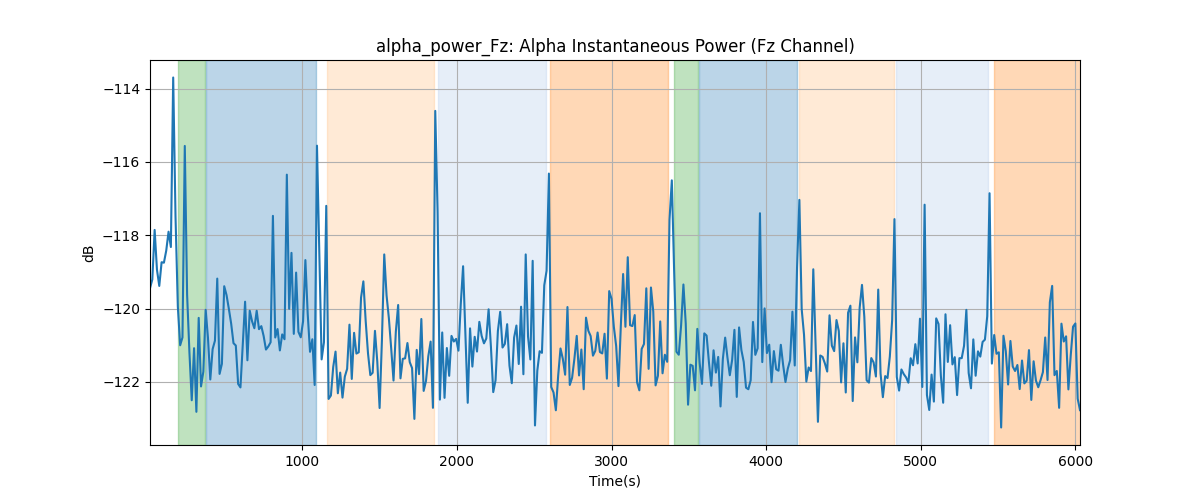 alpha_power_Fz: Alpha Instantaneous Power (Fz Channel)
−114
−116
−118
−120
−122
dB
1000 2000 3000 4000 5000 6000
Time(s)